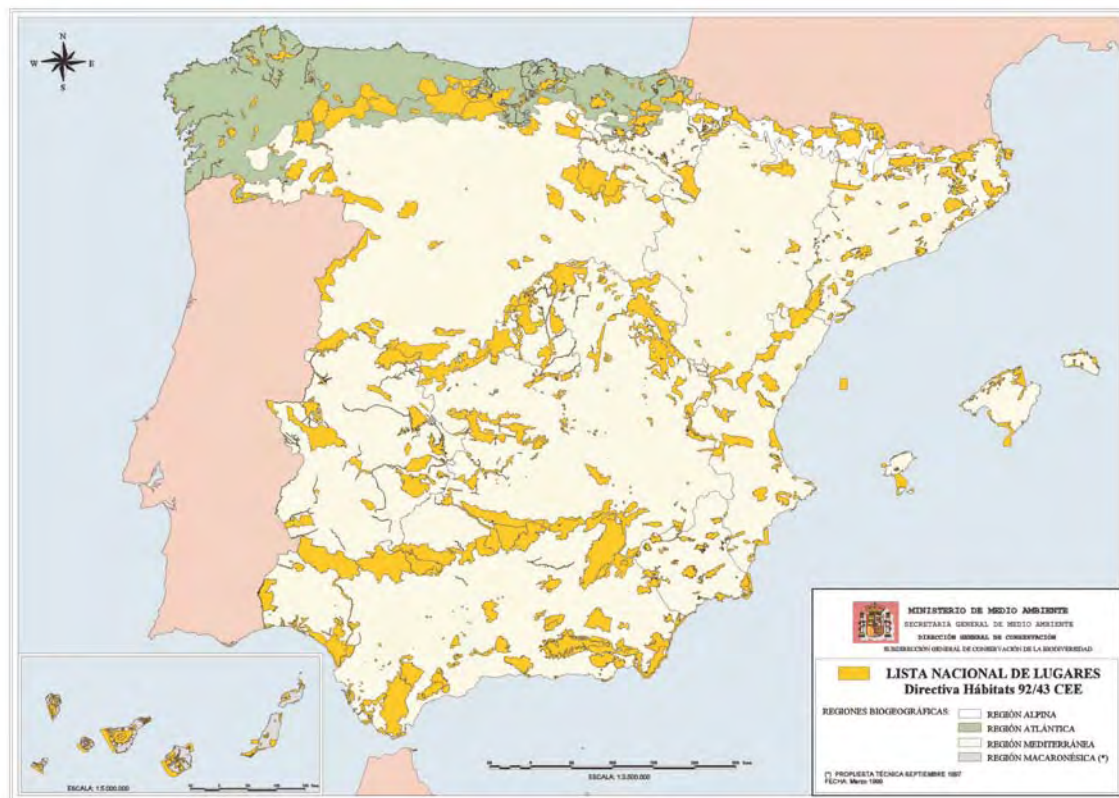 N
W E
S
MINISTERIO DE MEDIO AMBIENTE
SECRETARIA GENERAL DE MEDIO AMBIENTE
DIRECCIÓN GENERAL DE CONSERVACIÓN
SUBDIRECCIÓN GENERAL DE CONSERVACIÓN DE LA BIODIVERSIDAD
LISTA NACIONAL DE LUGARES
Directiva Hábitats 92/43 CEE
REGIONES BIOGEOGRÁFICAS:
REGIÓN ALPINA
REGIÓN ATLÁNTICA
REGIÓN MEDITERRÁNEA
REGIÓN MACARONÉSICA (*)
(*) PROPUESTA TÉCNICA SEPTIEMBRE 1997
FECHA: Marzo 1999
ESCALA: 1:5.000.000
ESCALA: 1:3.000.000